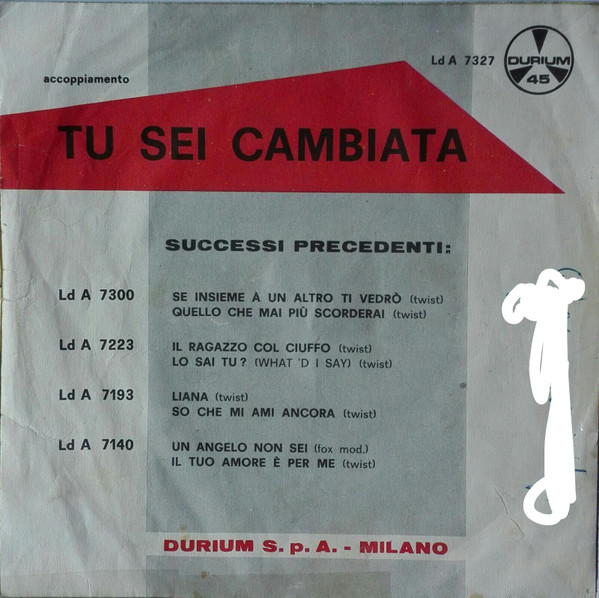 Ld A 7327
DURIUM
45
accoppiamento
TU SEI CAMBIATA
SUCCESSI PRECEDENTI:
Ld A 7300 SE INSIEME À UN ALTRO TI VEDRÒ (twist)
QUELLO CHE MAI PIÙ SCORDERAI (twist)
Ld A 7223 IL RAGAZZO COL CIUFFO (twist)
LO SAI TU? (WHAT 'D I SAY) (twist)
Ld A 7193 LIANA (twist)
SO CHE MI AMI ANCORA (twist)
Ld A 7140 UN ANGELO NON SEI (fox mod.)
IL TUO AMORE È PER ME (twist)
DURIUM S. p. A. - MILANO